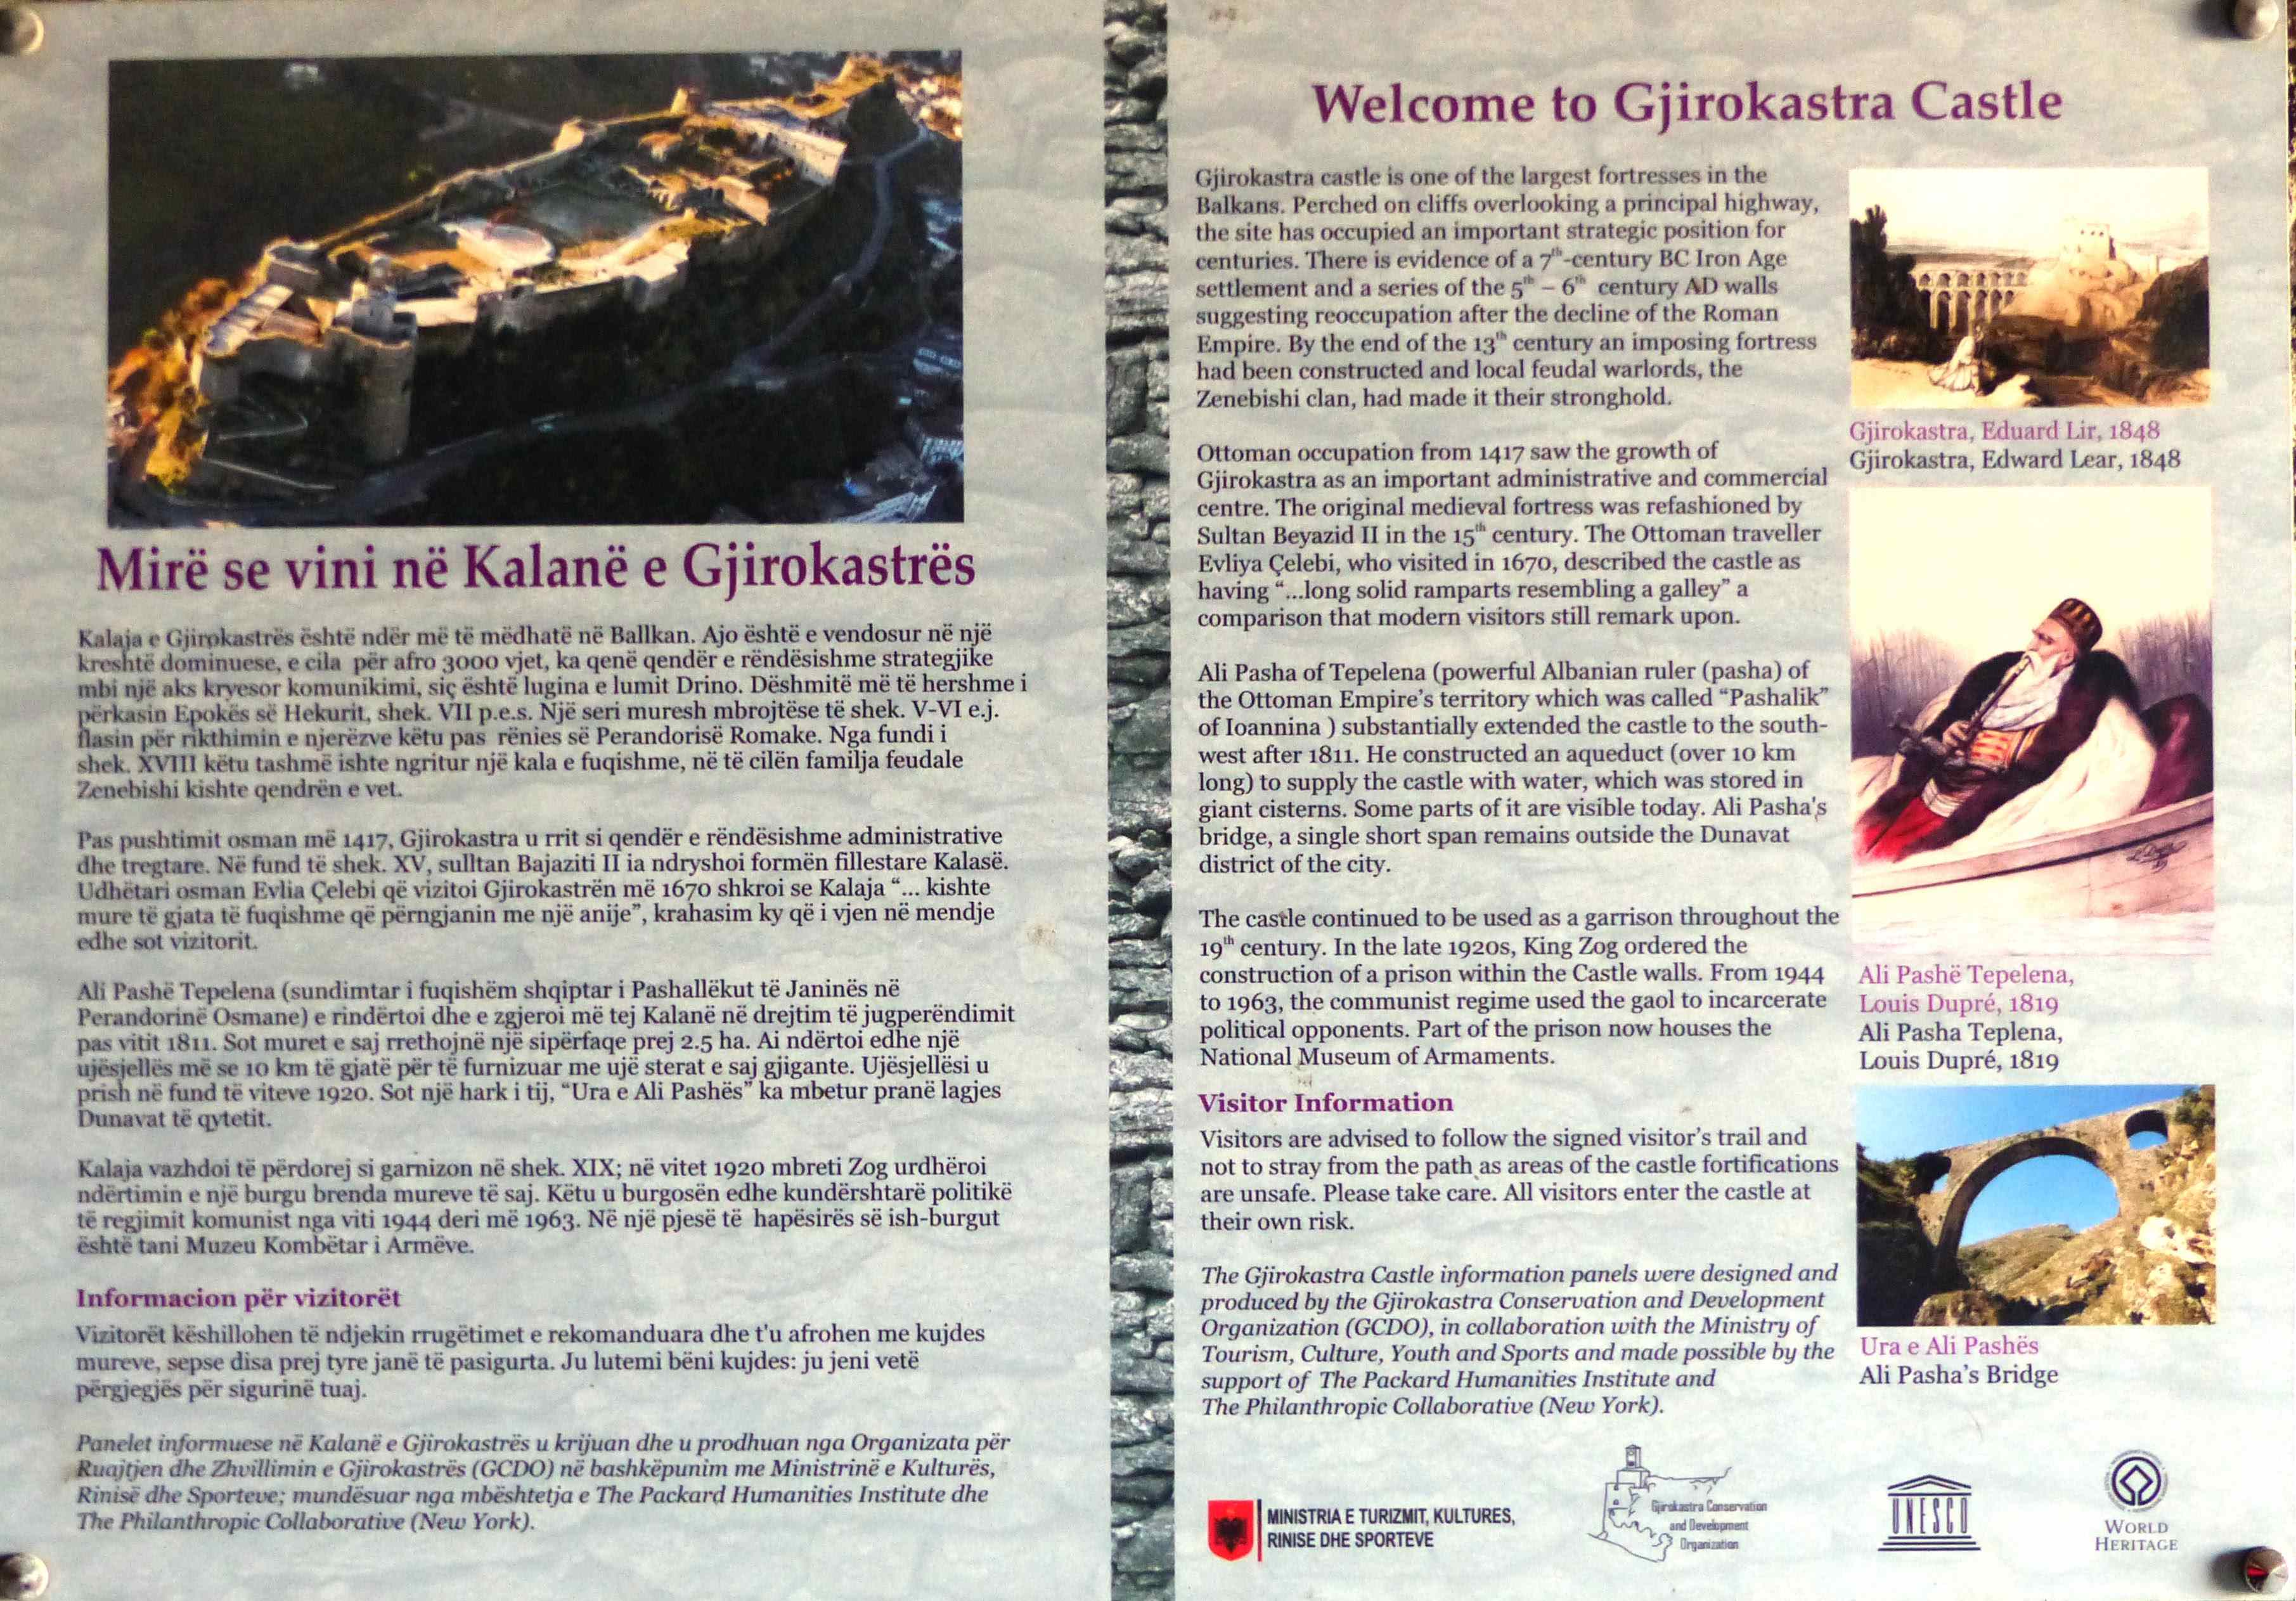 Mirë se vini në Kalanë e Gjirokastrës
Kalaja e Gjirokastrës është ndër më të mëdhatë në Ballkan. Ajo është e vendosur në një
kreshtë dominuese, e cila për afro 3000 vjet, ka qenë qendër e rëndësishme strategjike
mbi një aks kryesor komunikimi, siç është lugina e lumit Drino. Dëshmitë më të hershme i
përkasin Epokës së Hekurit, shek. VII p.e.s. Një seri muresh mbrojtëse të shek. V-VI e.j.
flasin për rikthimin e njerëzve këtu pas rënies së Perandorisë Romake. Nga fundi i
shek. XVIII këtu tashmë ishte ngritur një kala e fuqishme, në të cilën familja feudale
Zenebishi kishte qendrën e vet.
Pas pushtimit osman më 1417, Gjirokastra u rrit si qendër e rëndësishme administrative
dhe tregtare. Në fund të shek. XV, sulltan Bajaziti II ia ndryshoi formën fillestare Kalasë.
Udhëtari osman Evlia Çelebi që vizitoi Gjirokastrën më 1670 shkroi se Kalaja “... kishte
mure të gjata të fuqishme që përngjanin me një anije”, krahasim ky që i vjen në mendje
edhe sot vizitorit.
Ali Pashë Tepelena (sundimtar i fuqishëm shqiptar i Pashallëkut të Janinës në
Perandorinë Osmane) e rindërtoi dhe e zgjeroi më tej Kalanë në drejtim të jugperëndimit
pas vitit 1811. Sot muret e saj rrethojnë një sipërfaqe prej 2.5 ha. Ai ndërtoi edhe një
ujësjellës më se 10 km të gjatë për të furnizuar me ujë sterat e saj gjigante. Ujësjellësi u
prish në fund të viteve 1920. Sot një hark i tij, “Ura e Ali Pashës” ka mbetur pranë lagjes
Dunavat të qytetit.
Kalaja vazhdoi të përdorej si garnizon në shek. XIX; në vitet 1920 mbreti Zog urdhëroi
ndërtimin e një burgu brenda mureve të saj. Këtu u burgosën edhe kundërshtarë politikë
të regjimit komunist nga viti 1944 deri më 1963. Në një pjesë të hapësirës së ish-burgut
është tani Muzeu Kombëtar i Armëve.
Informacion për vizitorët
Vizitorët këshillohen të ndjekin rrugëtimet e rekomanduara dhe t'u afrohen me kujdes
mureve, sepse disa prej tyre janë të pasigurta. Ju lutemi bëni kujdes: ju jeni vetë
përgjegjës për sigurinë tuaj.
Panelet informuese në Kalanë e Gjirokastrës u krijuan dhe u prodhuan nga Organizata për
Ruajtjen dhe Zhvillimin e Gjirokastrës (GCDO) në bashkëpunim me Ministrinë e Kulturës,
Rinisë dhe Sporteve; mundësuar nga mbështetja e The Packard Humanities Institute dhe
The Philanthropic Collaborative (New York).
Welcome to Gjirokastra Castle
Gjirokastra castle is one of the largest fortresses in the
Balkans. Perched on cliffs overlooking a principal highway,
the site has occupied an important strategic position for
centuries. There is evidence of a 7th-century BC Iron Age
settlement and a series of the 5th – 6th century AD walls
suggesting reoccupation after the decline of the Roman
Empire. By the end of the 13th century an imposing fortress
had been constructed and local feudal warlords, the
Zenebishi clan, had made it their stronghold.
Ottoman occupation from 1417 saw the growth of
Gjirokastra as an important administrative and commercial
centre. The original medieval fortress was refashioned by
Sultan Beyazid II in the 15th century. The Ottoman traveller
Evliya Çelebi, who visited in 1670, described the castle as
having “...long solid ramparts resembling a galley” a
comparison that modern visitors still remark upon.
Ali Pasha of Tepelena (powerful Albanian ruler (pasha) of
the Ottoman Empire's territory which was called “Pashalik”
of Ioannina ) substantially extended the castle to the south-
west after 1811. He constructed an aqueduct (over 10 km
long) to supply the castle with water, which was stored in
giant cisterns. Some parts of it are visible today. Ali Pasha's
bridge, a single short span remains outside the Dunavat
district of the city.
The castle continued to be used as a garrison throughout the
19th century. In the late 1920s, King Zog ordered the
construction of a prison within the Castle walls. From 1944
to 1963, the communist regime used the gaol to incarcerate
political opponents. Part of the prison now houses the
National Museum of Armaments.
Visitor Information
Visitors are advised to follow the signed visitor's trail and
not to stray from the path as areas of the castle fortifications
are unsafe. Please take care. All visitors enter the castle at
their own risk.
The Gjirokastra Castle information panels were designed and
produced by the Gjirokastra Conservation and Development
Organization (GCDO), in collaboration with the Ministry of
Tourism, Culture, Youth and Sports and made possible by the
support of The Packard Humanities Institute and
The Philanthropic Collaborative (New York).
Gjirokastra, Eduard Lir, 1848
Gjirokastra, Edward Lear, 1848
Ali Pashë Tepelena,
Louis Dupré, 1819
Ali Pasha Teplena,
Louis Dupré, 1819
Ura e Ali Pashës
Ali Pasha's Bridge
MINISTRIA E TURIZMIT, KULTURES,
RINISE DHE SPORTEVE
Gjirokastra Conservation
and Development
Organization
UNESCO
WORLD
HERITAGE